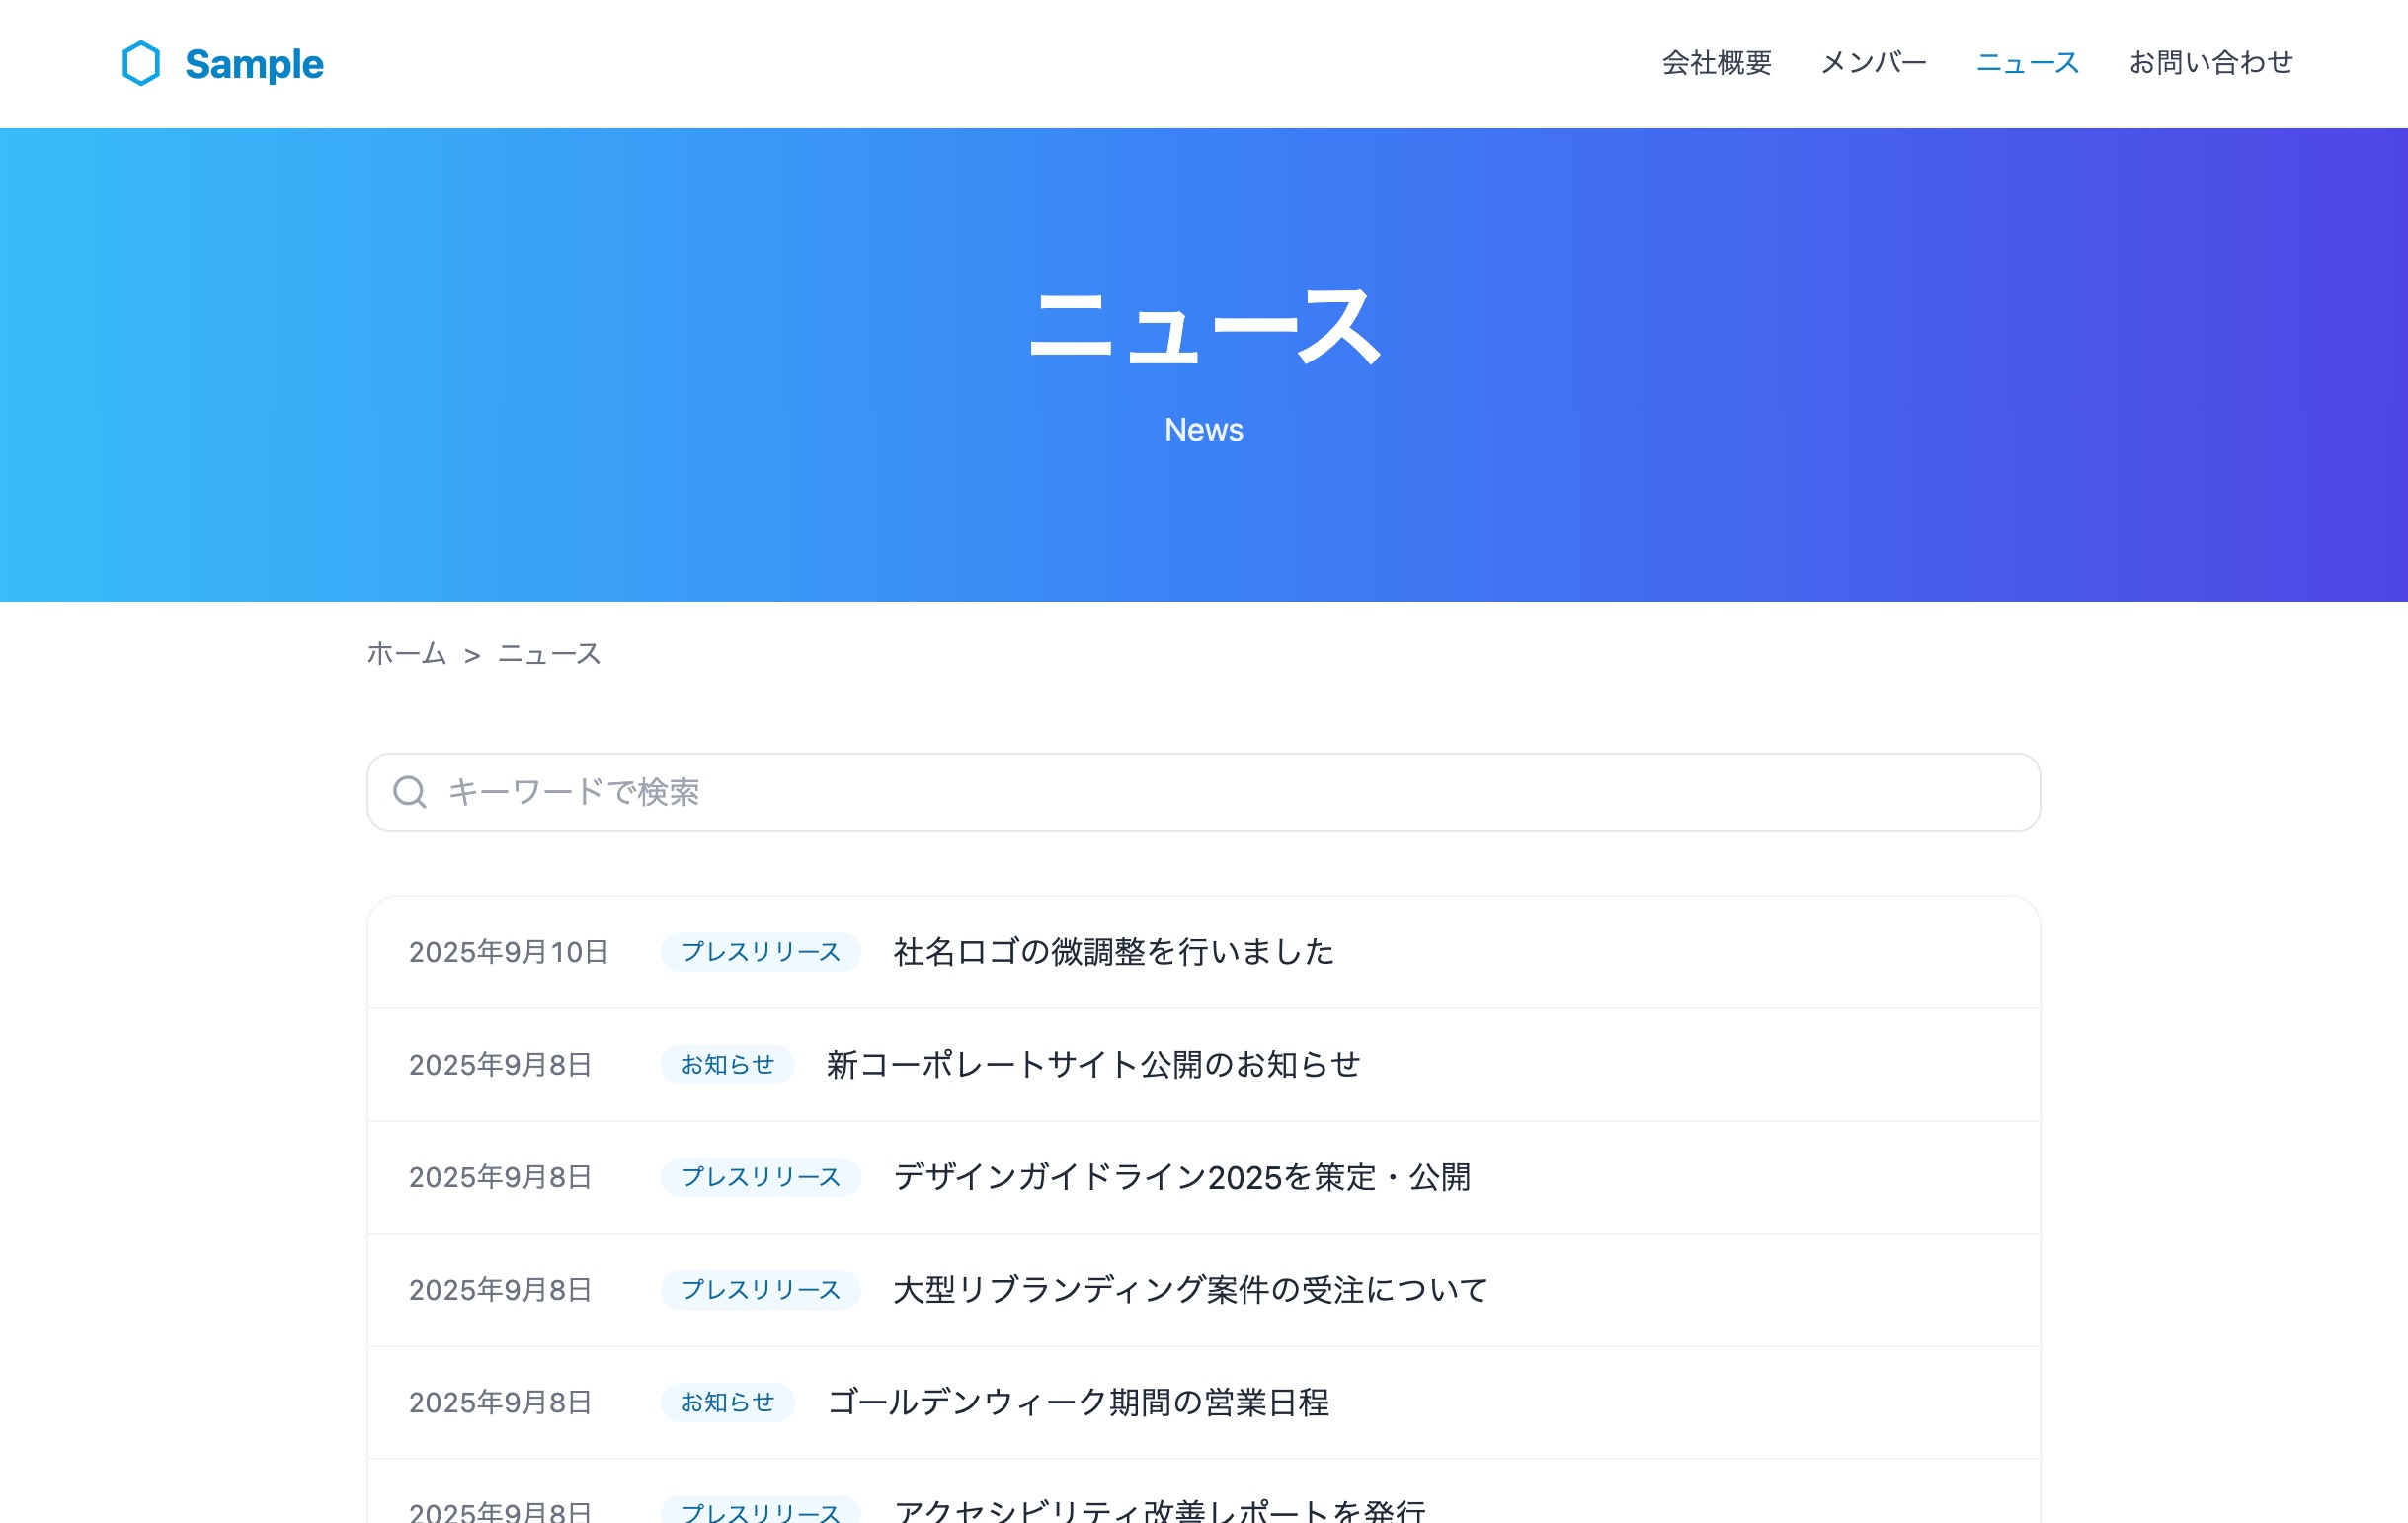 Sample
会社概要 メンバー ニュース お問い合わせ
ニュース
News
ホーム > ニュース
キーワードで検索
2025年9月10日 プレスリリース 社名ロゴの微調整を行いました
2025年9月8日 お知らせ 新コーポレートサイト公開のお知らせ
2025年9月8日 プレスリリース デザインガイドライン2025を策定・公開
2025年9月8日 プレスリリース 大型リブランディング案件の受注について
2025年9月8日 お知らせ ゴールデンウィーク期間の営業日程
2025年9月8日 プレスリリース アクセシビリティ改善レポートを発行